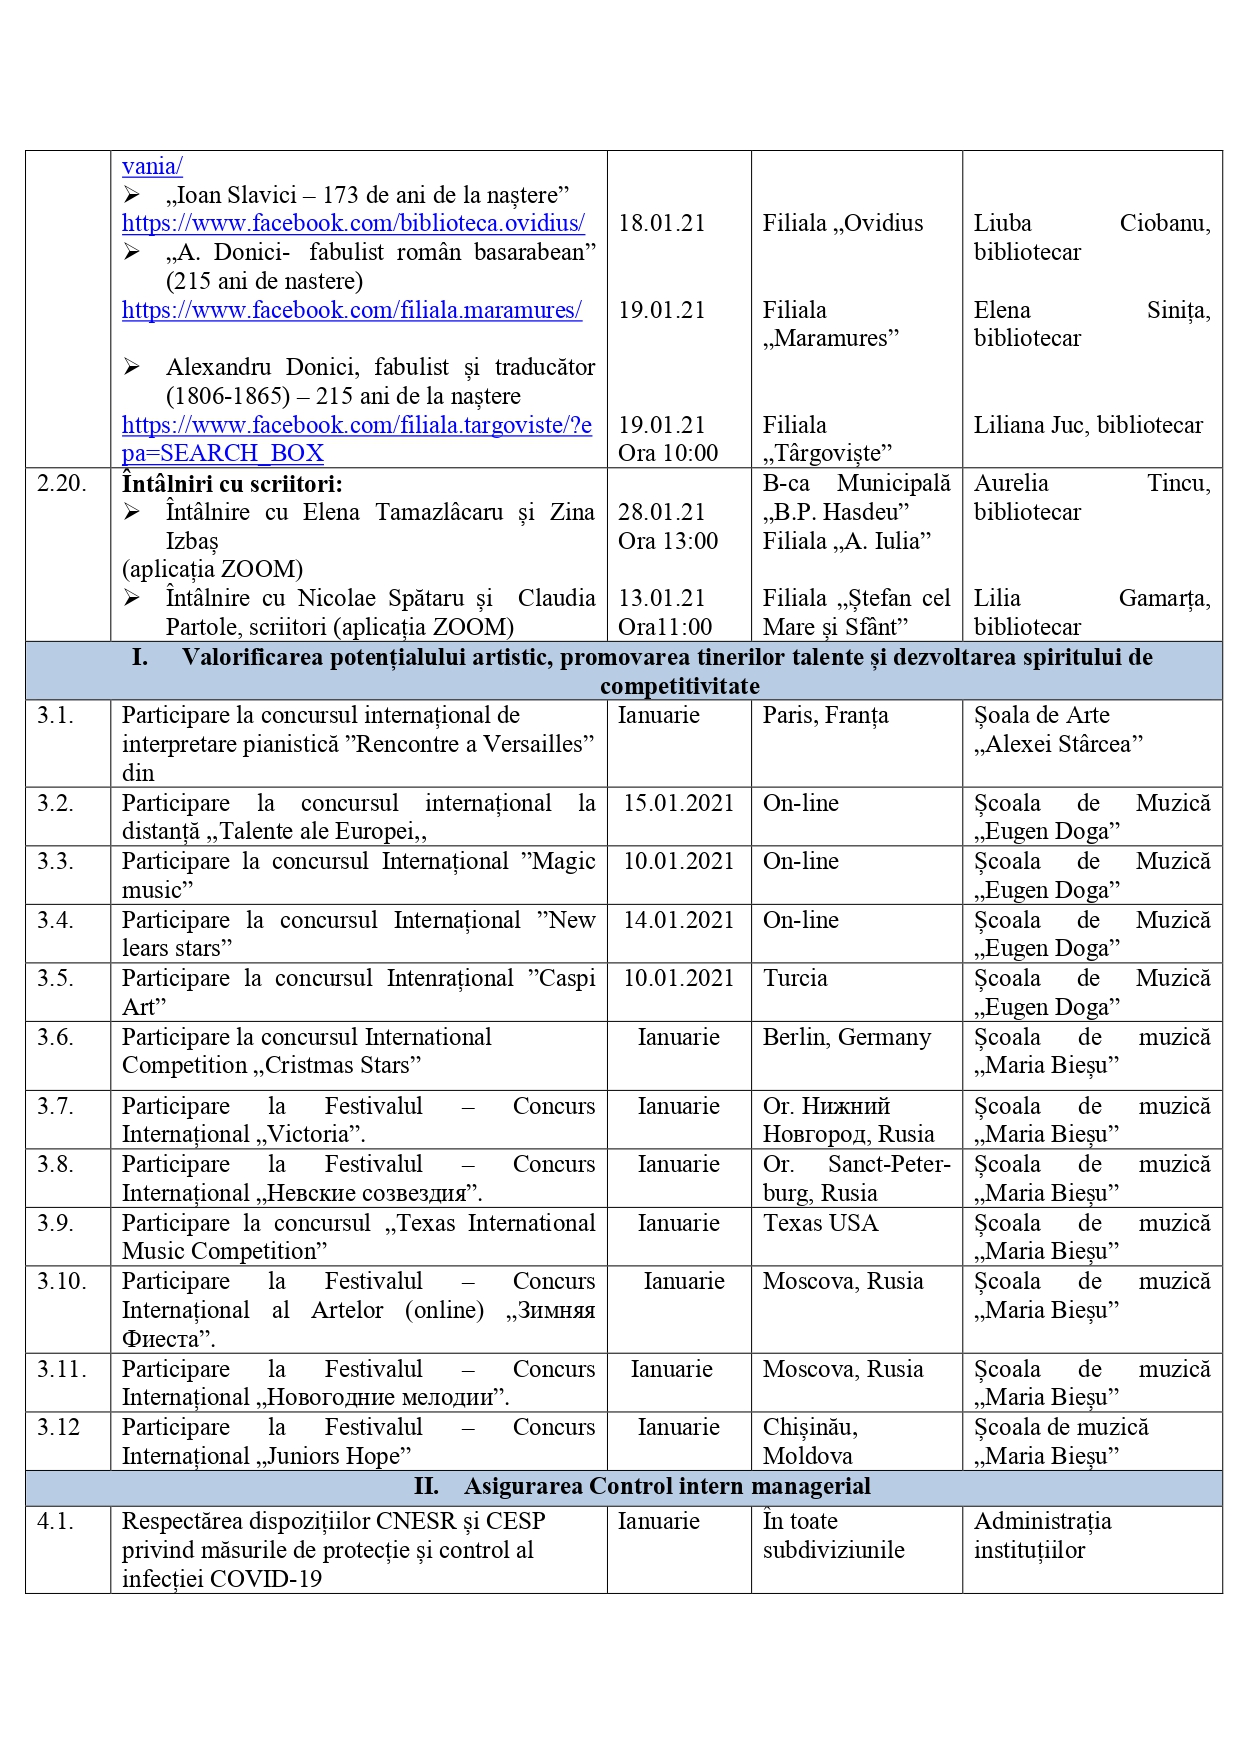 vania/
➢ „Ioan Slavici – 173 de ani de la naștere”
https://www.facebook.com/biblioteca.ovidius/ 18.01.21 Filiala „Ovidius Liuba Ciobanu,
➢ „A. Donici- fabulist român basarabean” bibliotecar
(215 ani de nastere)
https://www.facebook.com/filiala.maramures/ 19.01.21 Filiala Elena Sinița,
„Maramures” bibliotecar
➢ Alexandru Donici, fabulist și traducător
(1806-1865) – 215 ani de la naștere
https://www.facebook.com/filiala.targoviste/?e 19.01.21 Filiala Liliana Juc, bibliotecar
pa=SEARCH_BOX Ora 10:00 „Târgoviște”
2.20. Întâlniri cu scriitori: B-ca Municipală Aurelia Tincu,
➢ Întâlnire cu Elena Tamazlâcaru și Zina 28.01.21 „B.P. Hasdeu” bibliotecar
Izbaș Ora 13:00 Filiala „A. Iulia”
(aplicația ZOOM)
➢ Întâlnire cu Nicolae Spătaru și Claudia 13.01.21 Filiala „Ștefan cel Lilia Gamarța,
Partole, scriitori (aplicația ZOOM) Ora11:00 Mare și Sfânt” bibliotecar
I. Valorificarea potențialului artistic, promovarea tinerilor talente și dezvoltarea spiritului de
competitivitate
3.1. Participare la concursul internațional de Ianuarie Paris, Franța Șoala de Arte
interpretare pianistică ”Rencontre a Versailles” „Alexei Stârcea”
din
3.2. Participare la concursul internațional la 15.01.2021 On-line Școala de Muzică
distanță ,,Talente ale Europei,, „Eugen Doga”
3.3. Participare la concursul Internațional ”Magic 10.01.2021 On-line Școala de Muzică
music” „Eugen Doga”
3.4. Participare la concursul Internațional ”New 14.01.2021 On-line Școala de Muzică
lears stars” „Eugen Doga”
3.5. Participare la concursul Intenrațional ”Caspi 10.01.2021 Turcia Școala de Muzică
Art” „Eugen Doga”
3.6. Participare la concursul International Ianuarie Berlin, Germany Școala de muzică
Competition „Cristmas Stars” „Maria Bieșu”
3.7. Participare la Festivalul – Concurs Ianuarie Or. Нижний Școala de muzică
Internațional „Victoria”. Новгород, Rusia „Maria Bieșu”
3.8. Participare la Festivalul – Concurs Ianuarie Or. Sanct-Peter- Școala de muzică
Internațional „Невские созвездия”. burg, Rusia „Maria Bieșu”
3.9. Participare la concursul ,,Texas International Ianuarie Texas USA Școala de muzică
Music Competition” „Maria Bieșu”
3.10. Participare la Festivalul – Concurs Ianuarie Moscova, Rusia Școala de muzică
Internațional al Artelor (online) „Зимняя „Maria Bieșu”
Фиеста”.
3.11. Participare la Festivalul – Concurs Ianuarie Moscova, Rusia Școala de muzică
Internațional „Новогодние мелодии”. „Maria Bieșu”
3.12 Participare la Festivalul – Concurs Ianuarie Chișinău, Școala de muzică
Internațional „Juniors Hope” Moldova „Maria Bieșu”
II. Asigurarea Control intern managerial
4.1. Respectărea dispozițiilor CNESR și CESP Ianuarie În toate Administrația
privind măsurile de protecție și control al subdiviziunile instituțiilor
infecției COVID-19